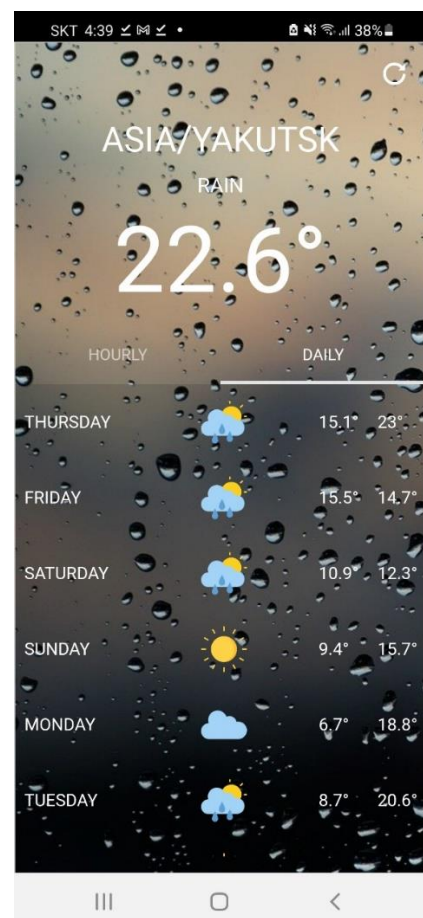 SKT 4:39
38%
ASIA/YAKUTSK
RAIN
22.6°
HOURLY DAILY
THURSDAY 15.1° 23°
FRIDAY 15.5° 14.7°
SATURDAY 10.9° 12.3°
SUNDAY 9.4° 15.7°
MONDAY 6.7° 18.8°
TUESDAY 8.7° 20.6°